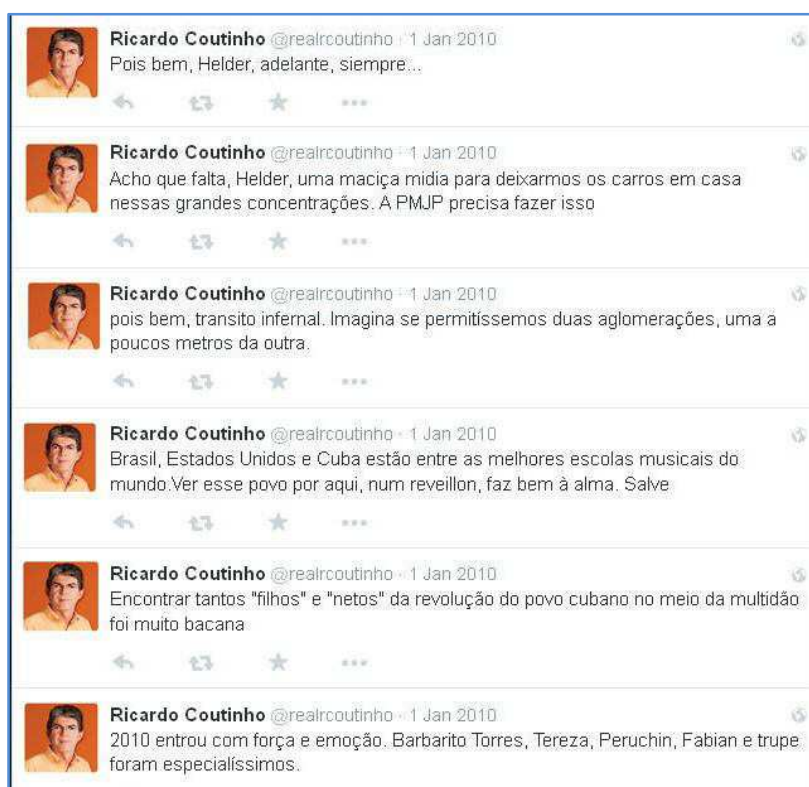 Ricardo Coutinho @realrcoutinho · 1 Jan 2010
Pois bem, Helder, adelante, siempre...
Ricardo Coutinho @realrcoutinho · 1 Jan 2010
Acho que falta, Helder, uma maciça midia para deixarmos os carros em casa
nessas grandes concentrações. A PMJP precisa fazer isso
Ricardo Coutinho @realrcoutinho · 1 Jan 2010
pois bem, transito infernal. Imagina se permitíssemos duas aglomerações, uma a
poucos metros da outra.
Ricardo Coutinho @realrcoutinho · 1 Jan 2010
Brasil, Estados Unidos e Cuba estão entre as melhores escolas musicais do
mundo.Ver esse povo por aqui, num reveillon, faz bem à alma. Salve
Ricardo Coutinho @realrcoutinho · 1 Jan 2010
Encontrar tantos "filhos" e "netos" da revolução do povo cubano no meio da multidão
foi muito bacana
Ricardo Coutinho @realrcoutinho · 1 Jan 2010
2010 entrou com força e emoção. Barbarito Torres, Tereza, Peruchin, Fabian e trupe
foram especialíssimos.